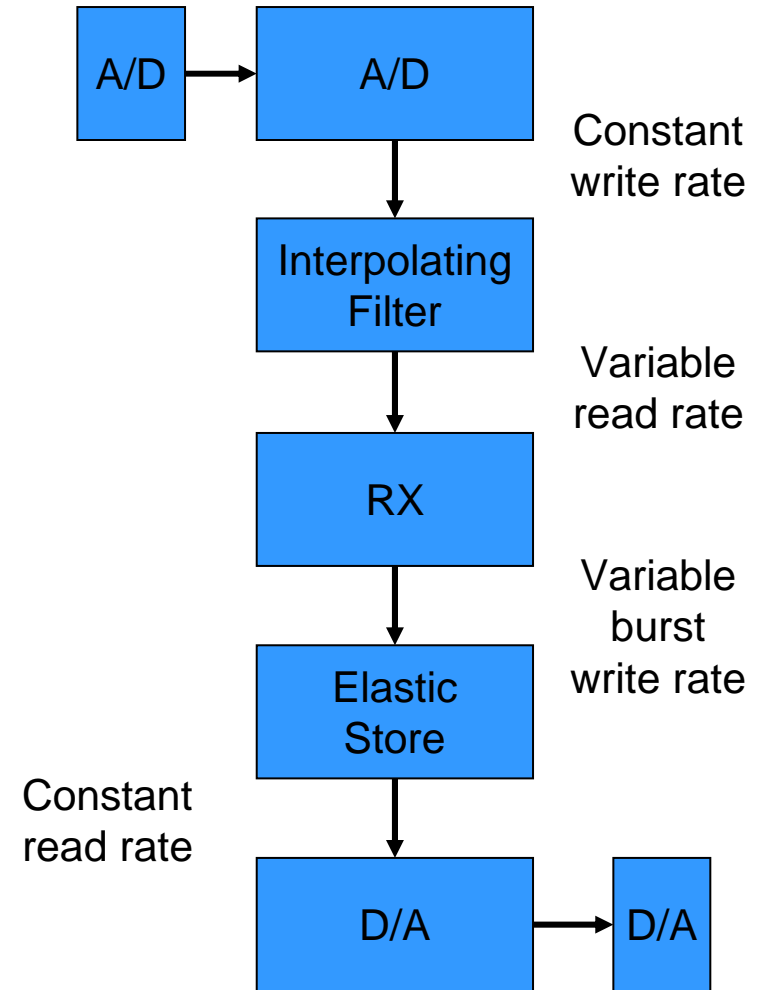 A/D
A/D
Constant
write rate
Interpolating
Filter
Variable
read rate
RX
Variable
burst
write rate
Elastic
Store
Constant
read rate
D/A
D/A